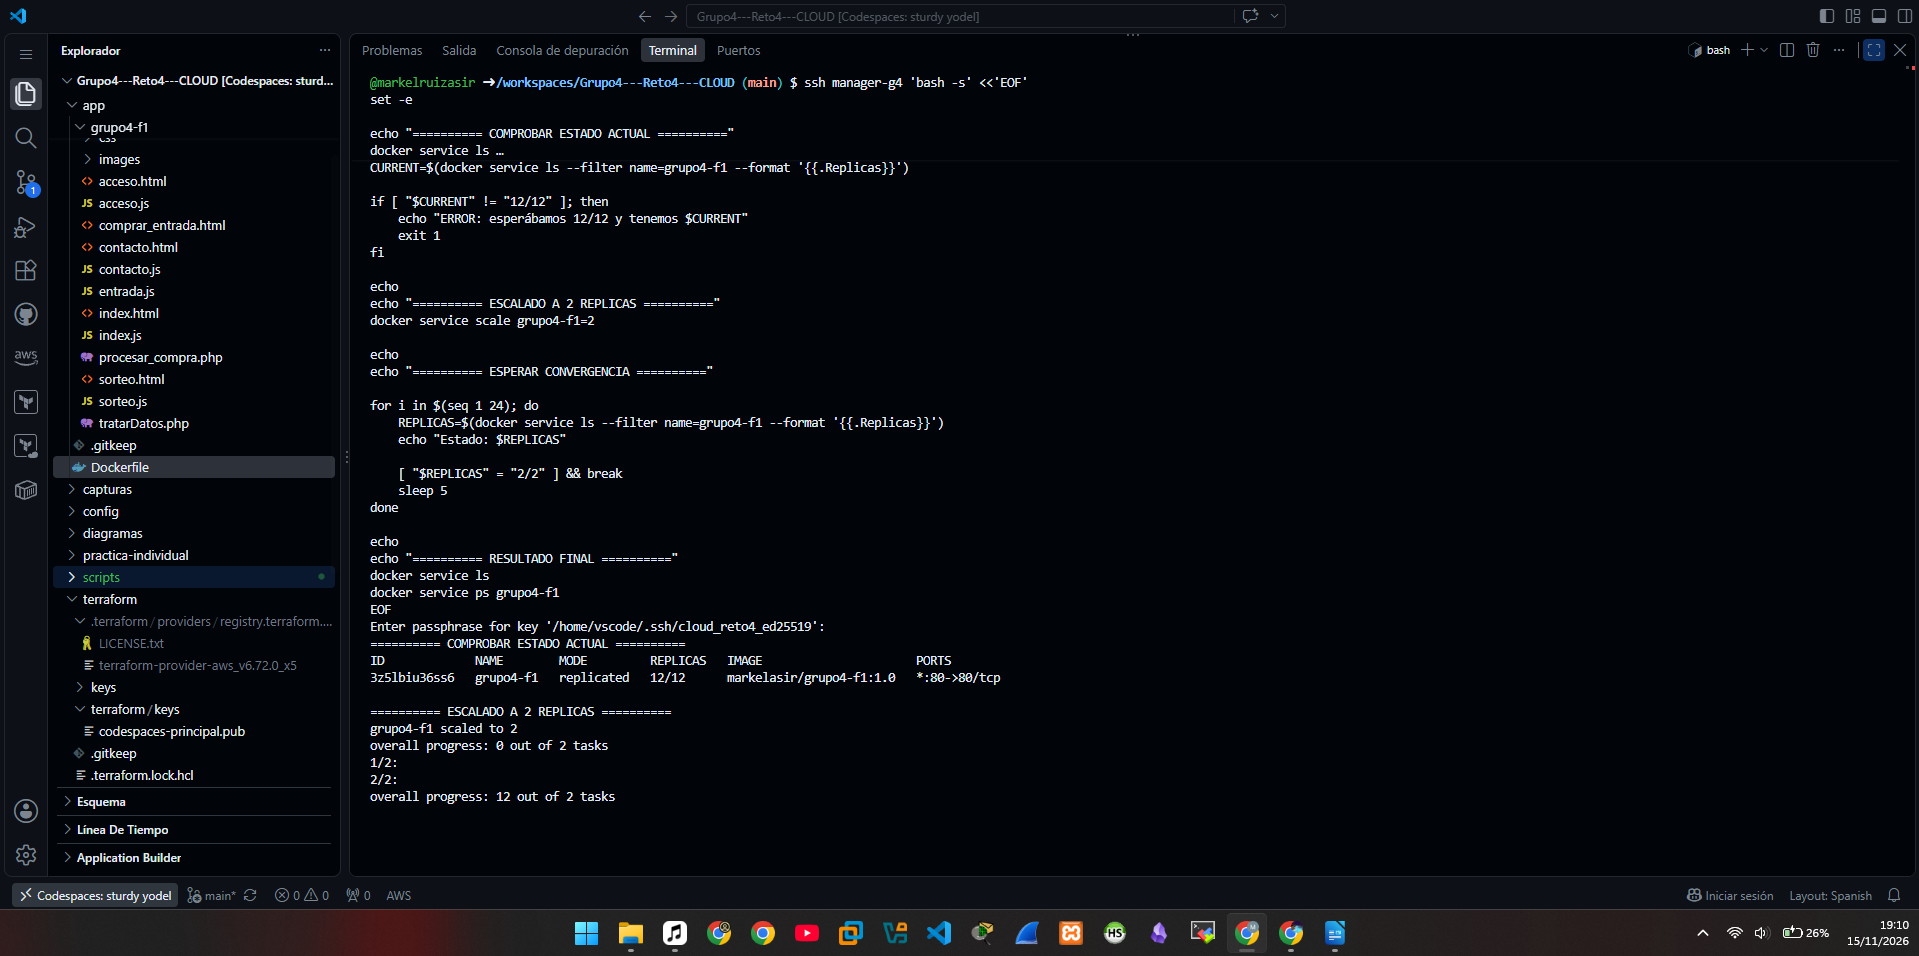 Grupo4---Reto4---CLOUD [Codespaces: sturdy yodel]
Explorador
Grupo4---Reto4---CLOUD [Codespaces: sturd...
app
grupo4-f1
css
images
acceso.html
acceso.js
comprar_entrada.html
contacto.html
contacto.js
entrada.js
index.html
index.js
procesar_compra.php
sorteo.html
sorteo.js
tratarDatos.php
.gitkeep
Dockerfile
capturas
config
diagramas
practica-individual
scripts
terraform
.terraform/providers/registry.terraform....
LICENSE.txt
terraform-provider-aws_v6.72.0_x5
keys
terraform/keys
codespaces-principal.pub
.gitkeep
.terraform.lock.hcl
Esquema
Línea De Tiempo
Application Builder
1
aws
Problemas Salida Consola de depuración Terminal Puertos
bash
@markelruizasir ➜/workspaces/Grupo4---Reto4---CLOUD (main) $ ssh manager-g4 'bash -s' <<'EOF'
set -e
echo "========== COMPROBAR ESTADO ACTUAL =========="
docker service ls …
CURRENT=$(docker service ls --filter name=grupo4-f1 --format '{{.Replicas}}')
if [ "$CURRENT" != "12/12" ]; then
echo "ERROR: esperábamos 12/12 y tenemos $CURRENT"
exit 1
fi
echo
echo "========== ESCALADO A 2 REPLICAS =========="
docker service scale grupo4-f1=2
echo
echo "========== ESPERAR CONVERGENCIA =========="
for i in $(seq 1 24); do
REPLICAS=$(docker service ls --filter name=grupo4-f1 --format '{{.Replicas}}')
echo "Estado: $REPLICAS"
[ "$REPLICAS" = "2/2" ] && break
sleep 5
done
echo
echo "========== RESULTADO FINAL =========="
docker service ls
docker service ps grupo4-f1
EOF
Enter passphrase for key '/home/vscode/.ssh/cloud_reto4_ed25519':
========== COMPROBAR ESTADO ACTUAL ==========
ID NAME MODE REPLICAS IMAGE PORTS
3z5lbiu36ss6 grupo4-f1 replicated 12/12 markelasir/grupo4-f1:1.0 *:80->80/tcp
========== ESCALADO A 2 REPLICAS ==========
grupo4-f1 scaled to 2
overall progress: 0 out of 2 tasks
1/2:
2/2:
overall progress: 12 out of 2 tasks
Codespaces: sturdy yodel main* 0 0 0 AWS
Iniciar sesión Layout: Spanish
HS
26%
19:10
15/11/2026